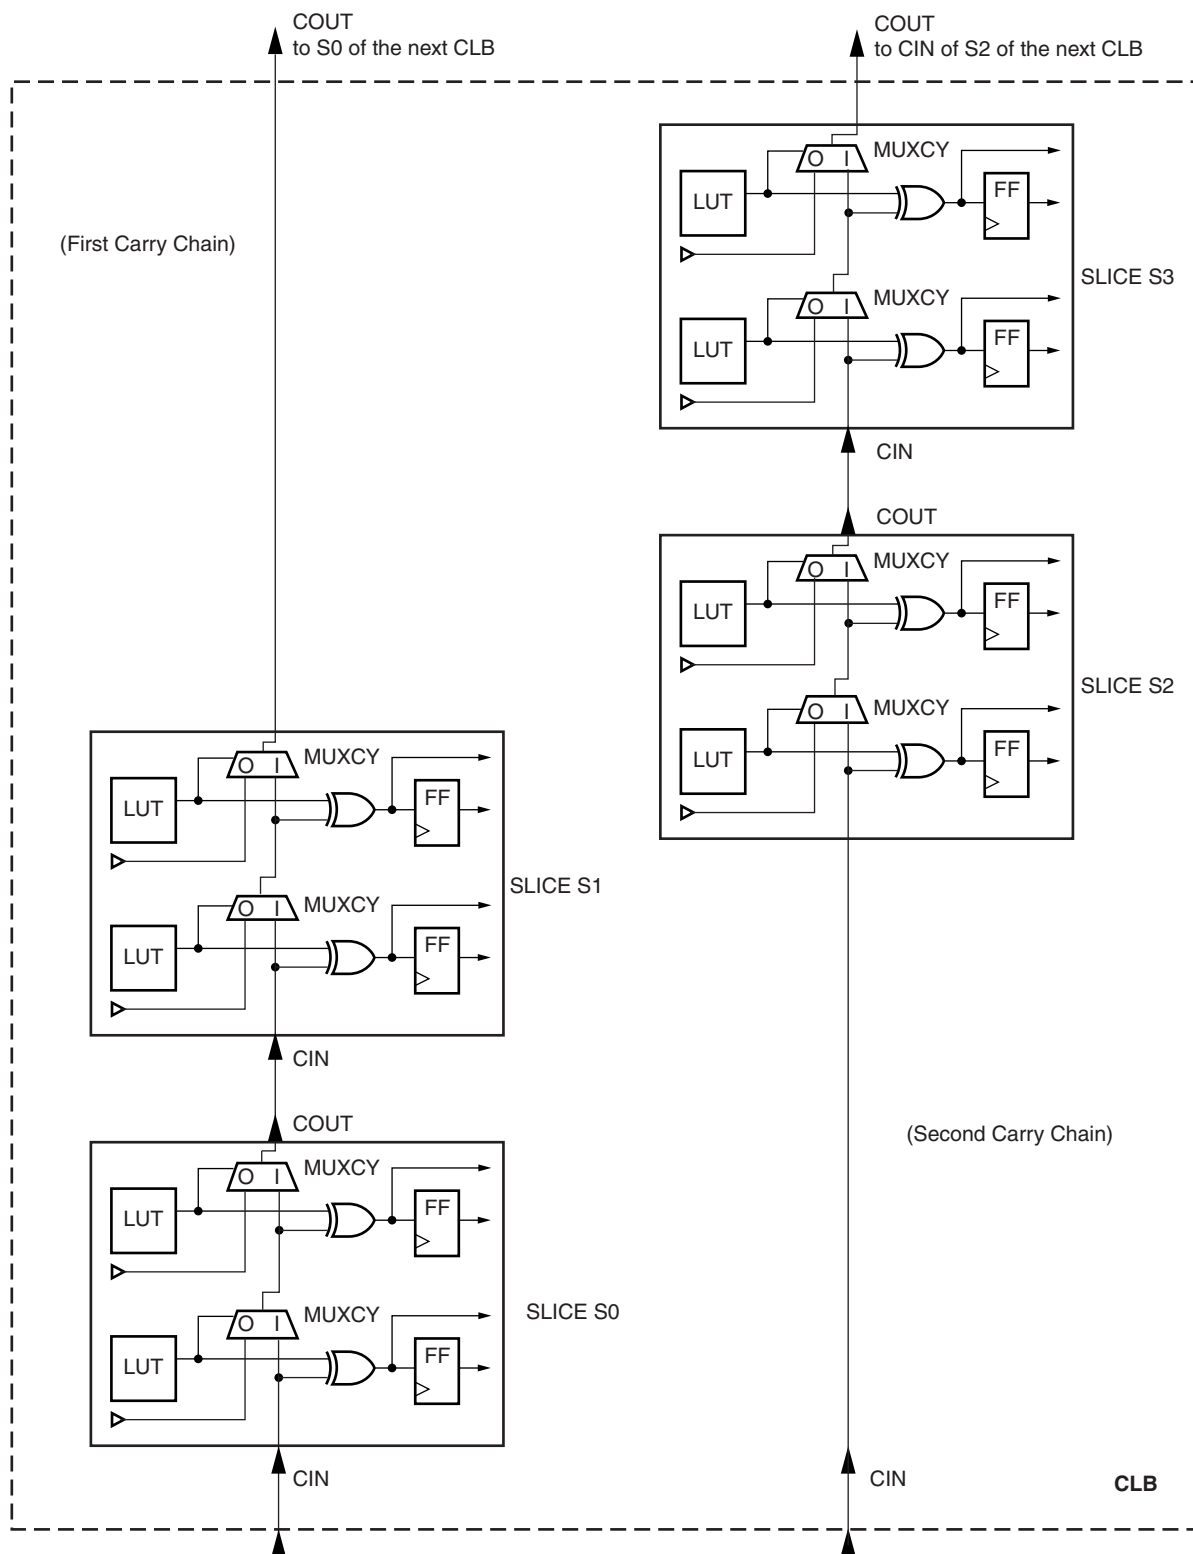 COUT
to S0 of the next CLB
COUT
to CIN of S2 of the next CLB
(First Carry Chain)
O I
MUXCY
LUT
FF
SLICE S3
O I
MUXCY
LUT
FF
CIN
COUT
O I
MUXCY
LUT
FF
SLICE S2
O I
MUXCY
LUT
FF
O I
MUXCY
LUT
FF
SLICE S1
O I
MUXCY
LUT
FF
CIN
COUT
(Second Carry Chain)
O I
MUXCY
LUT
FF
O I
MUXCY
SLICE S0
LUT
FF
CIN
CIN
CLB